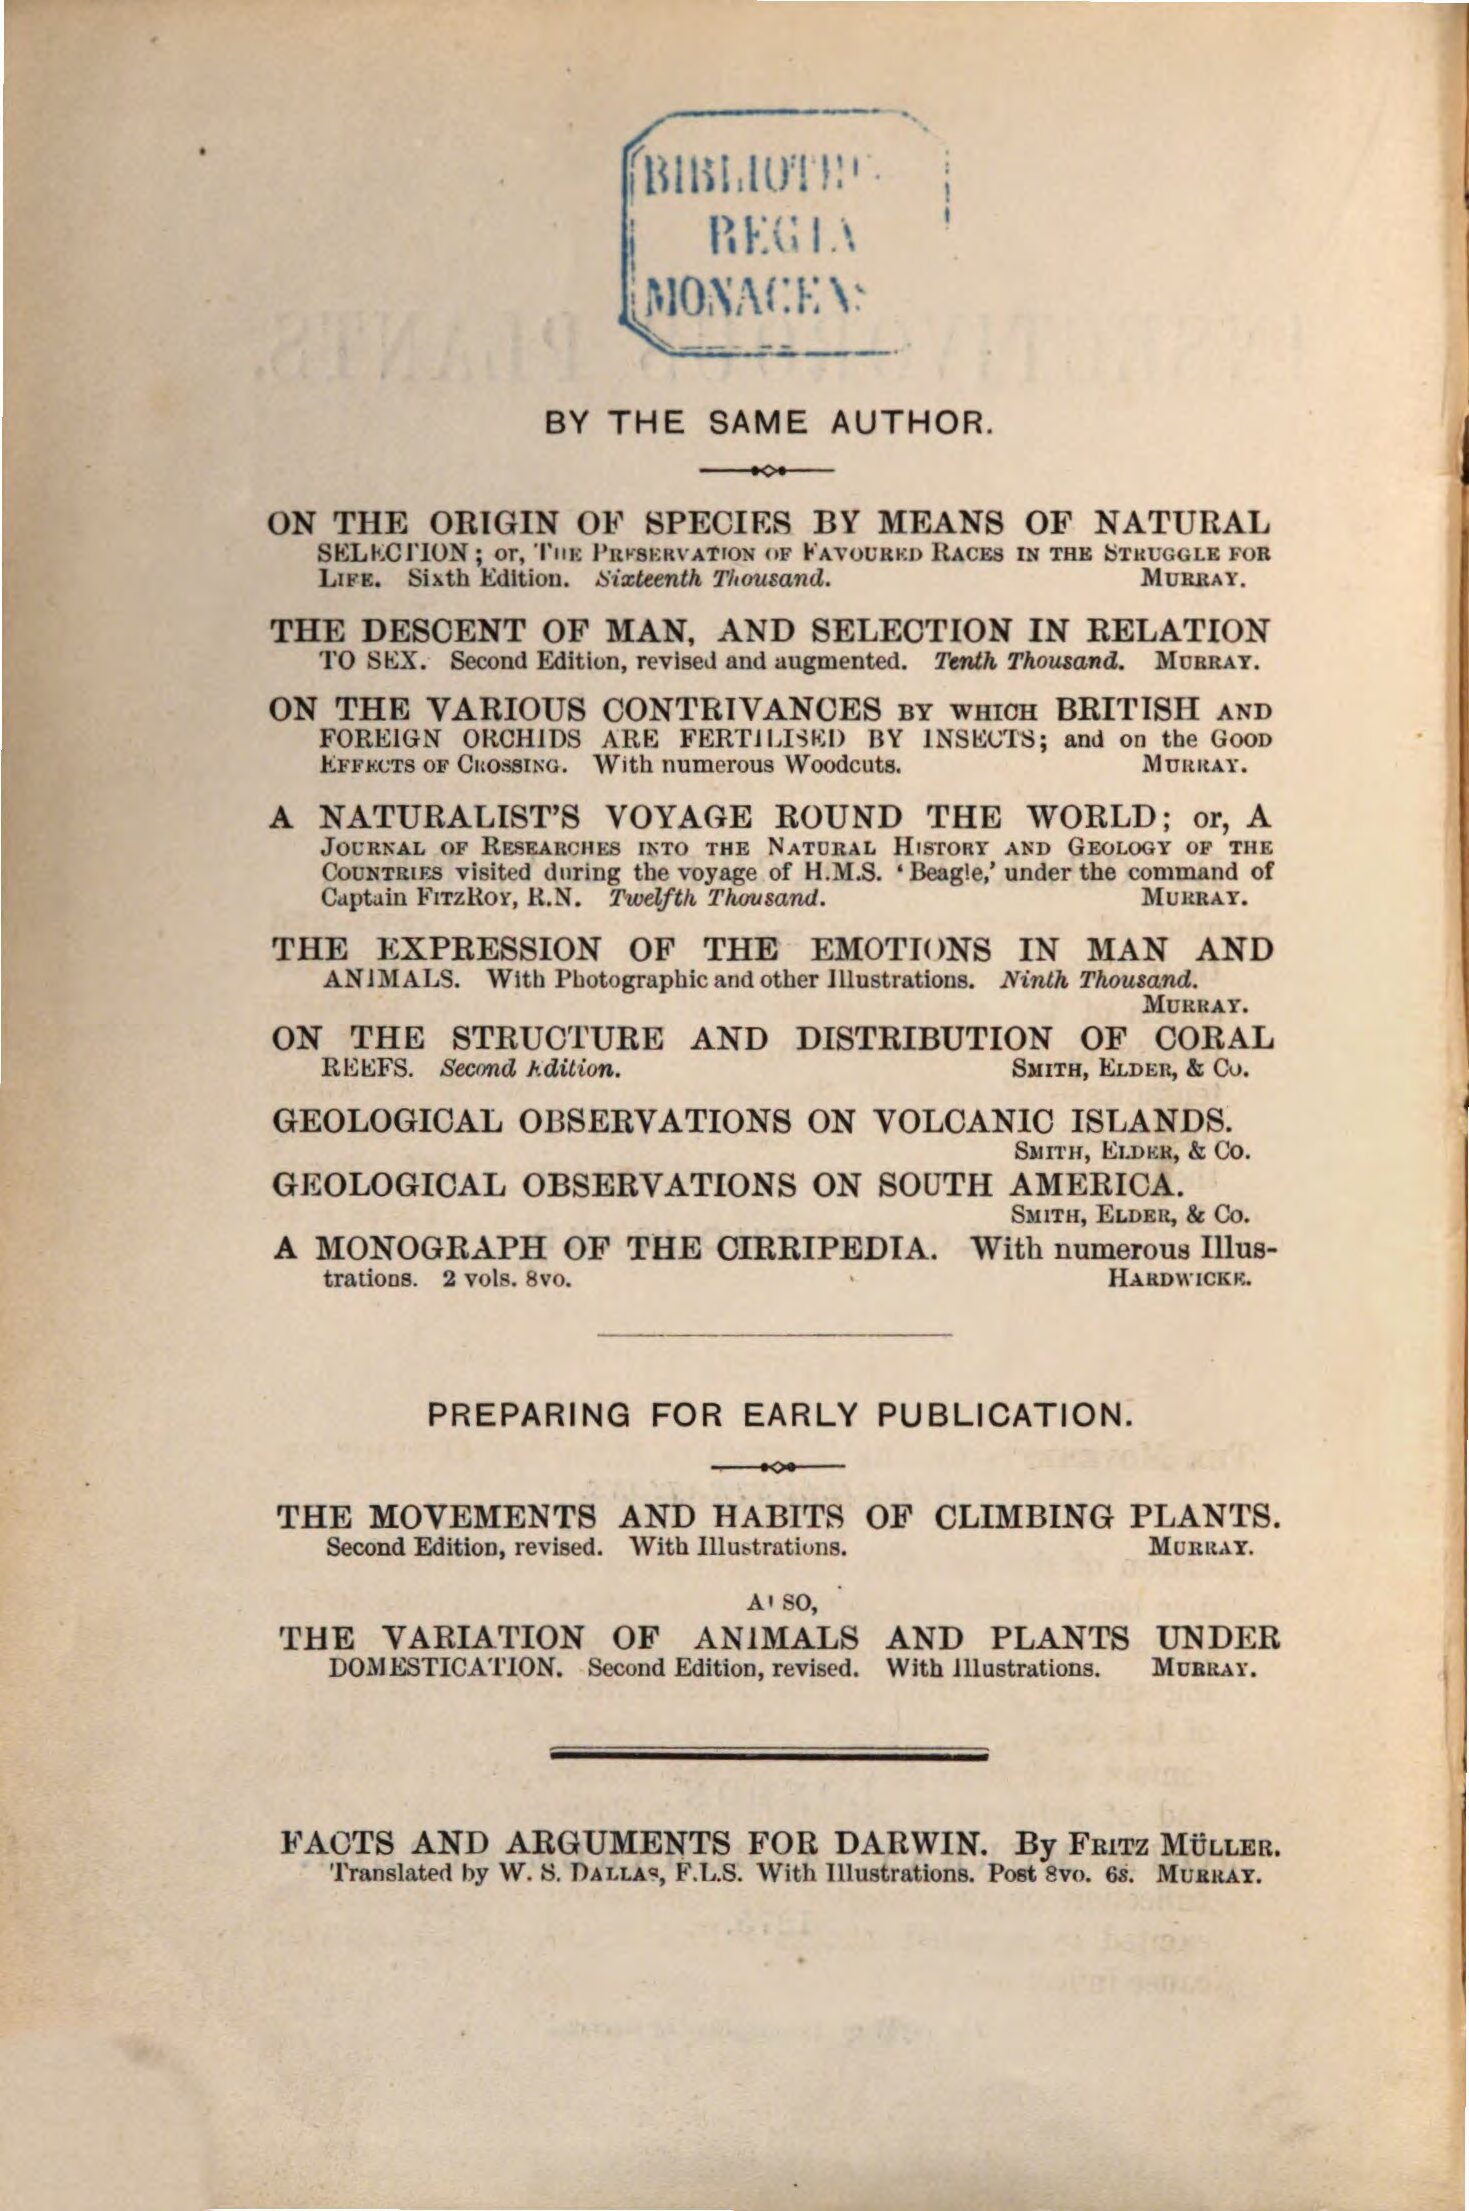 REGIA
BY THE SAME AUTHOR.
ON THE ORIGIN OF SPECIES BY MEANS OF NATURAL
SELECTION; or, THE PRESERVATION OF FAVOURED RACES IN THE STRUGGLE FOR
LIFE. Sixth Edition. Sixteenth Thousand. MURRAY.
THE DESCENT OF MAN, AND SELECTION IN RELATION
TO SEX. Second Edition, revised and augmented. Tenth Thousand. MURRAY.
ON THE VARIOUS CONTRIVANCES BY WHICH BRITISH AND
FOREIGN ORCHIDS ARE FERTILISED BY INSECTS; and on the GOOD
EFFECTS OF CROSSING. With numerous Woodcuts. MURRAY.
A NATURALIST'S VOYAGE ROUND THE WORLD; or, A
JOURNAL OF RESEARCHES INTO THE NATURAL HISTORY AND GEOLOGY OF THE
COUNTRIES visited during the voyage of H.M.S. 'Beagle,' under the command of
Captain FITZROY, R.N. Twelfth Thousand. MURRAY.
THE EXPRESSION OF THE EMOTIONS IN MAN AND
ANIMALS. With Photographic and other Illustrations. Ninth Thousand.
MURRAY.
ON THE STRUCTURE AND DISTRIBUTION OF CORAL
REEFS. Second Edition. SMITH, ELDER, & CO.
GEOLOGICAL OBSERVATIONS ON VOLCANIC ISLANDS.
SMITH, ELDER, & CO.
GEOLOGICAL OBSERVATIONS ON SOUTH AMERICA.
SMITH, ELDER, & CO.
A MONOGRAPH OF THE CIRRIPEDIA. With numerous Illus-
trations. 2 vols. 8vo. HARDWICKE.
PREPARING FOR EARLY PUBLICATION.
THE MOVEMENTS AND HABITS OF CLIMBING PLANTS.
Second Edition, revised. With Illustrations. MURRAY.
ALSO,
THE VARIATION OF ANIMALS AND PLANTS UNDER
DOMESTICATION. Second Edition, revised. With Illustrations. MURRAY.
FACTS AND ARGUMENTS FOR DARWIN. By FRITZ MÜLLER.
Translated by W. S. DALLAS, F.L.S. With Illustrations. Post 8vo. 6s. MURRAY.